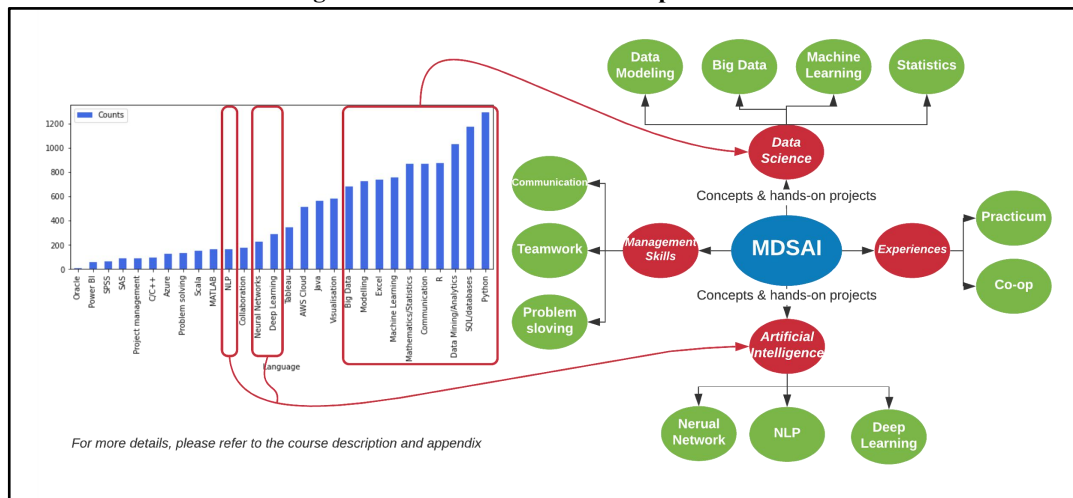 Counts
1200
1000
800
600
400
200
0
Oracle
Power BI
SPSS
SAS
Project management
C/C++
Azure
Problem solving
Scala
MATLAB
NLP
Collaboration
Neural Networks
Deep Learning
Tableau
AWS Cloud
Java
Visualisation
Big Data
Modelling
Excel
Machine Learning
Mathematics/Statistics
Communication
R
Data Mining/Analytics
SQL/databases
Python
Language
Data
Modeling
Big Data
Machine
Learning
Statistics
Data
Science
Concepts & hands-on projects
Communication
Teamwork
Problem
sloving
Management
Skills
MDSAI
Experiences
Practicum
Co-op
Concepts & hands-on projects
Artificial
Intelligence
Nerual
Network
NLP
Deep
Learning
For more details, please refer to the course description and appendix